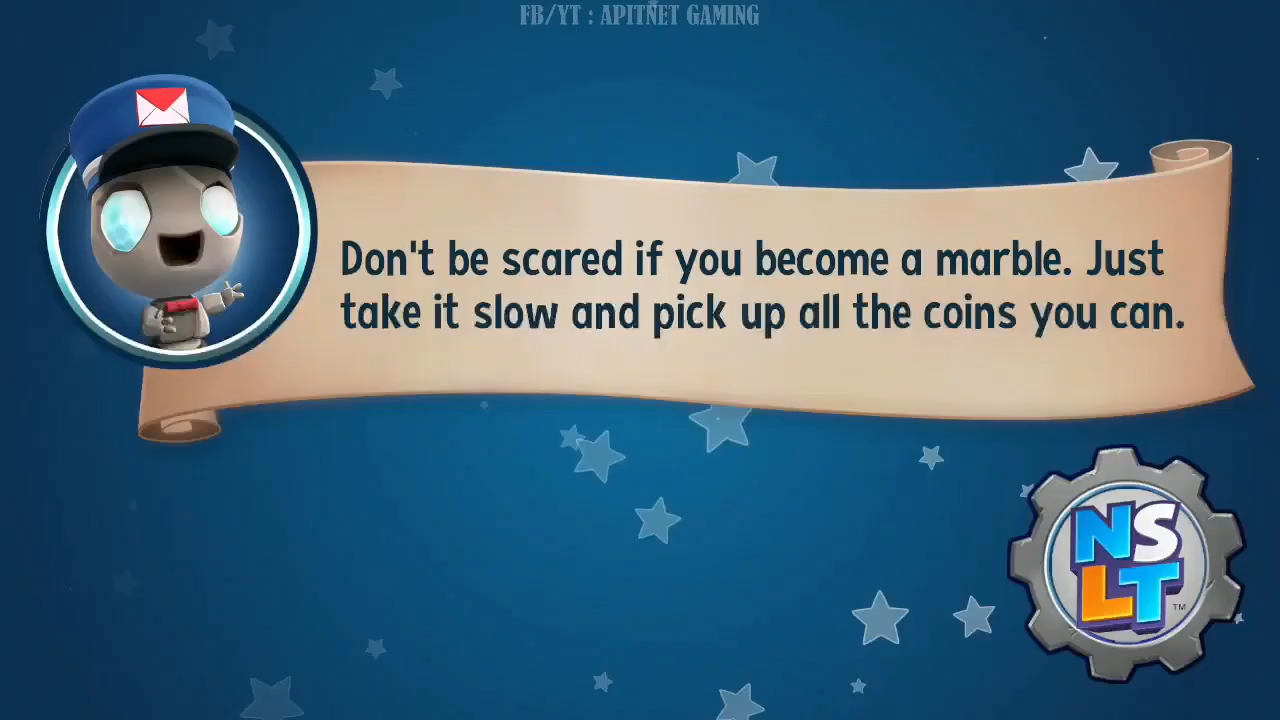 FB/YT : APITNET GAMING
Don't be scared if you become a marble. Just
take it slow and pick up all the coins you can.
NS
LT
TM